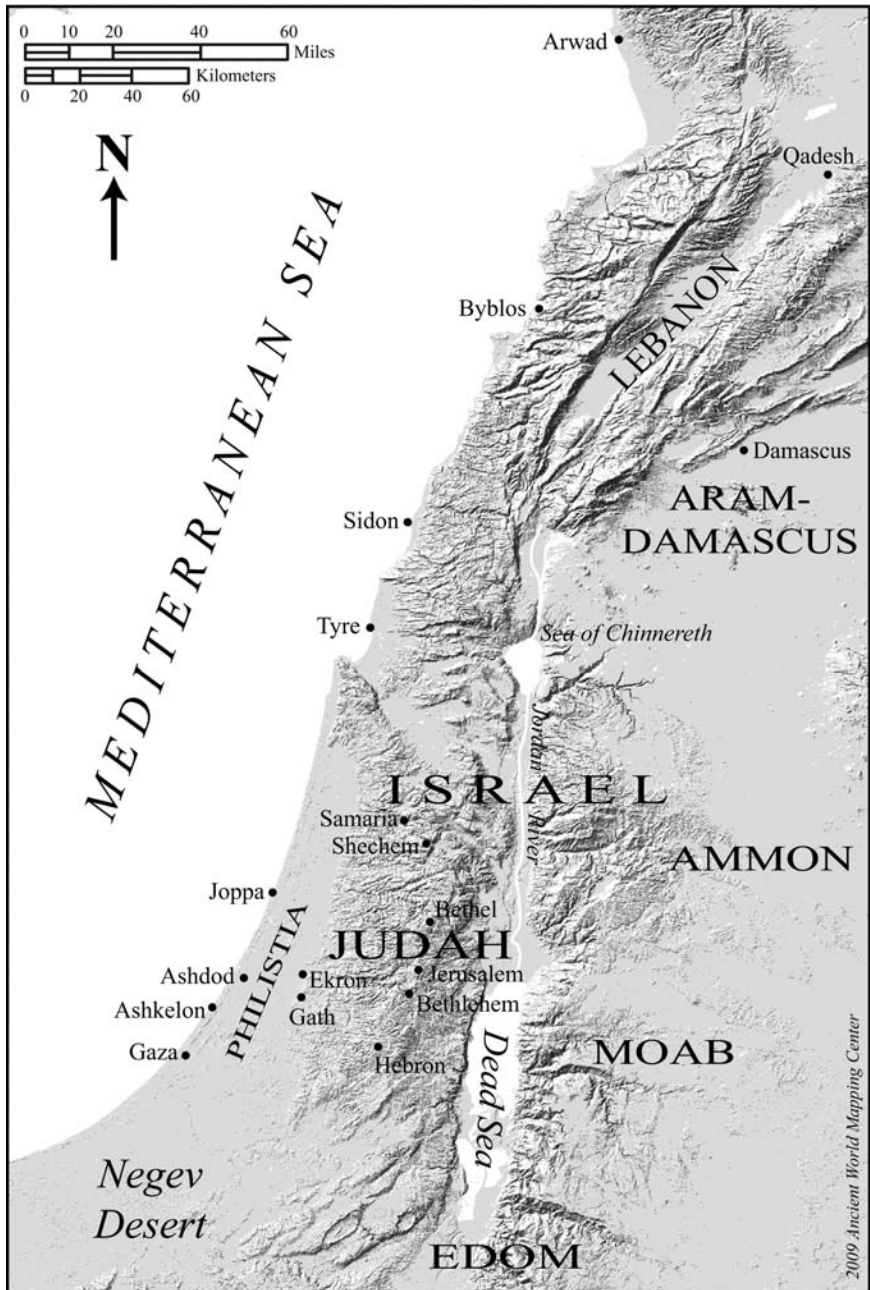 0 10 20 40 60
Miles
Kilometers
0 20 40 60
N
Arwad
Qadesh
MEDITERRANEAN SEA
Byblos
LEBANON
Damascus
ARAM-
DAMASCUS
Sidon
Tyre
Sea of Chinnereth
Jordan River
ISRAEL
Samaria
Shechem
AMMON
Joppa
Bethel
PHILISTIA
JUDAH
Ashdod
Ekron
Jerusalem
Ashkelon
Gath
Bethlehem
Gaza
Hebron
Dead Sea
MOAB
Negev
Desert
EDOM
2009 Ancient World Mapping Center